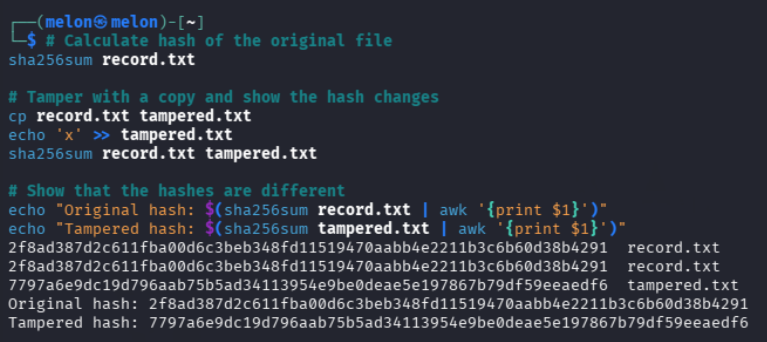 ┌──(melon㉿melon)-[~]
└─$ # Calculate hash of the original file
sha256sum record.txt

# Tamper with a copy and show the hash changes
cp record.txt tampered.txt
echo 'x' >> tampered.txt
sha256sum record.txt tampered.txt

# Show that the hashes are different
echo "Original hash: $(sha256sum record.txt | awk '{print $1}')"
echo "Tampered hash: $(sha256sum tampered.txt | awk '{print $1}')"
2f8ad387d2c611fba00d6c3beb348fd11519470aabb4e2211b3c6b60d38b4291  record.txt
2f8ad387d2c611fba00d6c3beb348fd11519470aabb4e2211b3c6b60d38b4291  record.txt
7797a6e9dc19d796aab75b5ad34113954e9be0deae5e197867b79df59eeaedf6  tampered.txt
Original hash: 2f8ad387d2c611fba00d6c3beb348fd11519470aabb4e2211b3c6b60d38b4291
Tampered hash: 7797a6e9dc19d796aab75b5ad34113954e9be0deae5e197867b79df59eeaedf6